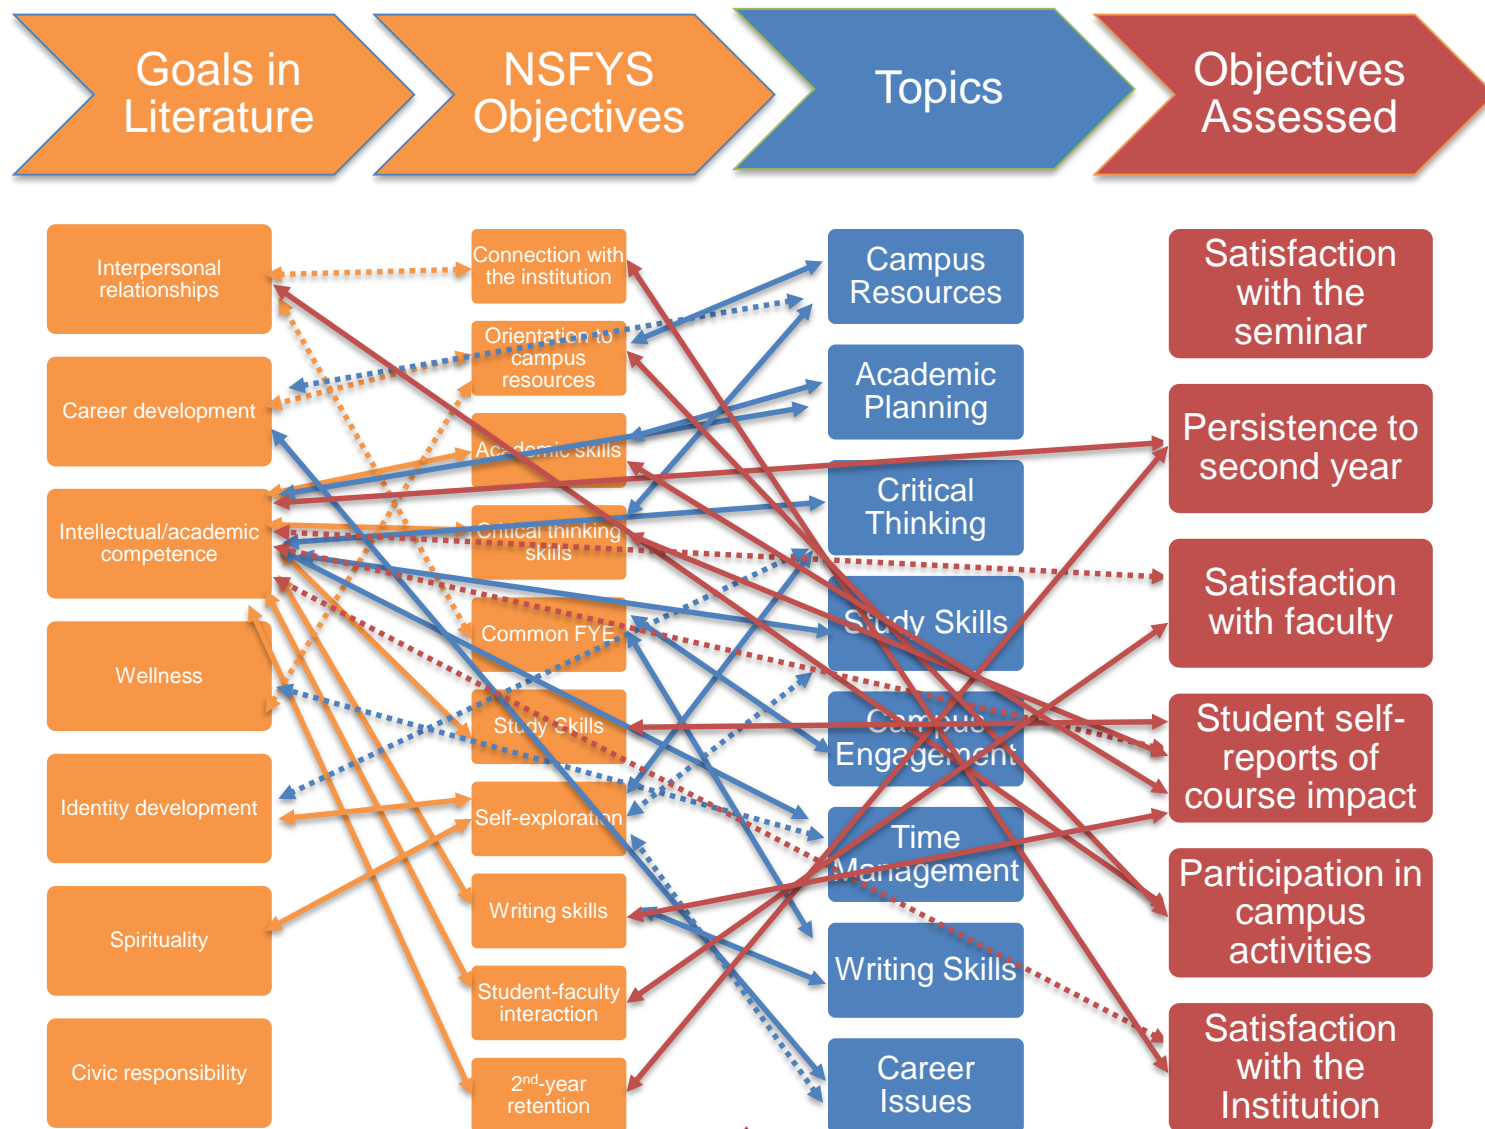 Goals in
Literature
NSFYS
Objectives
Topics
Objectives
Assessed
Interpersonal
relationships
Career development
Intellectual/academic
competence
Wellness
Identity development
Spirituality
Civic responsibility
Connection with
the institution
Orientation to
campus
resources
Academic skills
Critical thinking
skills
Common FYE
Study Skills
Self-exploration
Writing skills
Student-faculty
interaction
2nd-year
retention
Campus
Resources
Academic
Planning
Critical
Thinking
Study Skills
Campus
Engagement
Time
Management
Writing Skills
Career
Issues
Satisfaction
with the
seminar
Persistence to
second year
Satisfaction
with faculty
Student self-
reports of
course impact
Participation in
campus
activities
Satisfaction
with the
Institution